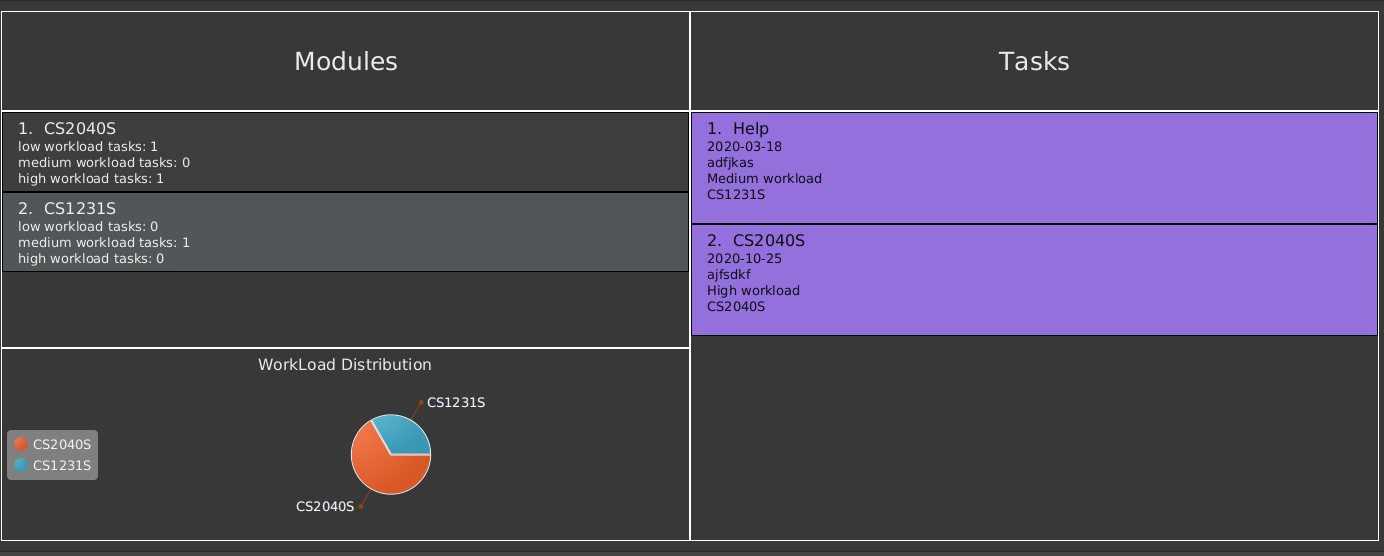 Modules
1. CS2040S
low workload tasks: 1
medium workload tasks: 0
high workload tasks: 1
2. CS1231S
low workload tasks: 0
medium workload tasks: 1
high workload tasks: 0
WorkLoad Distribution
CS1231S
CS2040S
CS1231S
CS2040S
Tasks
1. Help
2020-03-18
adfjkas
Medium workload
CS1231S
2. CS2040S
2020-10-25
ajfsdkf
High workload
CS2040S